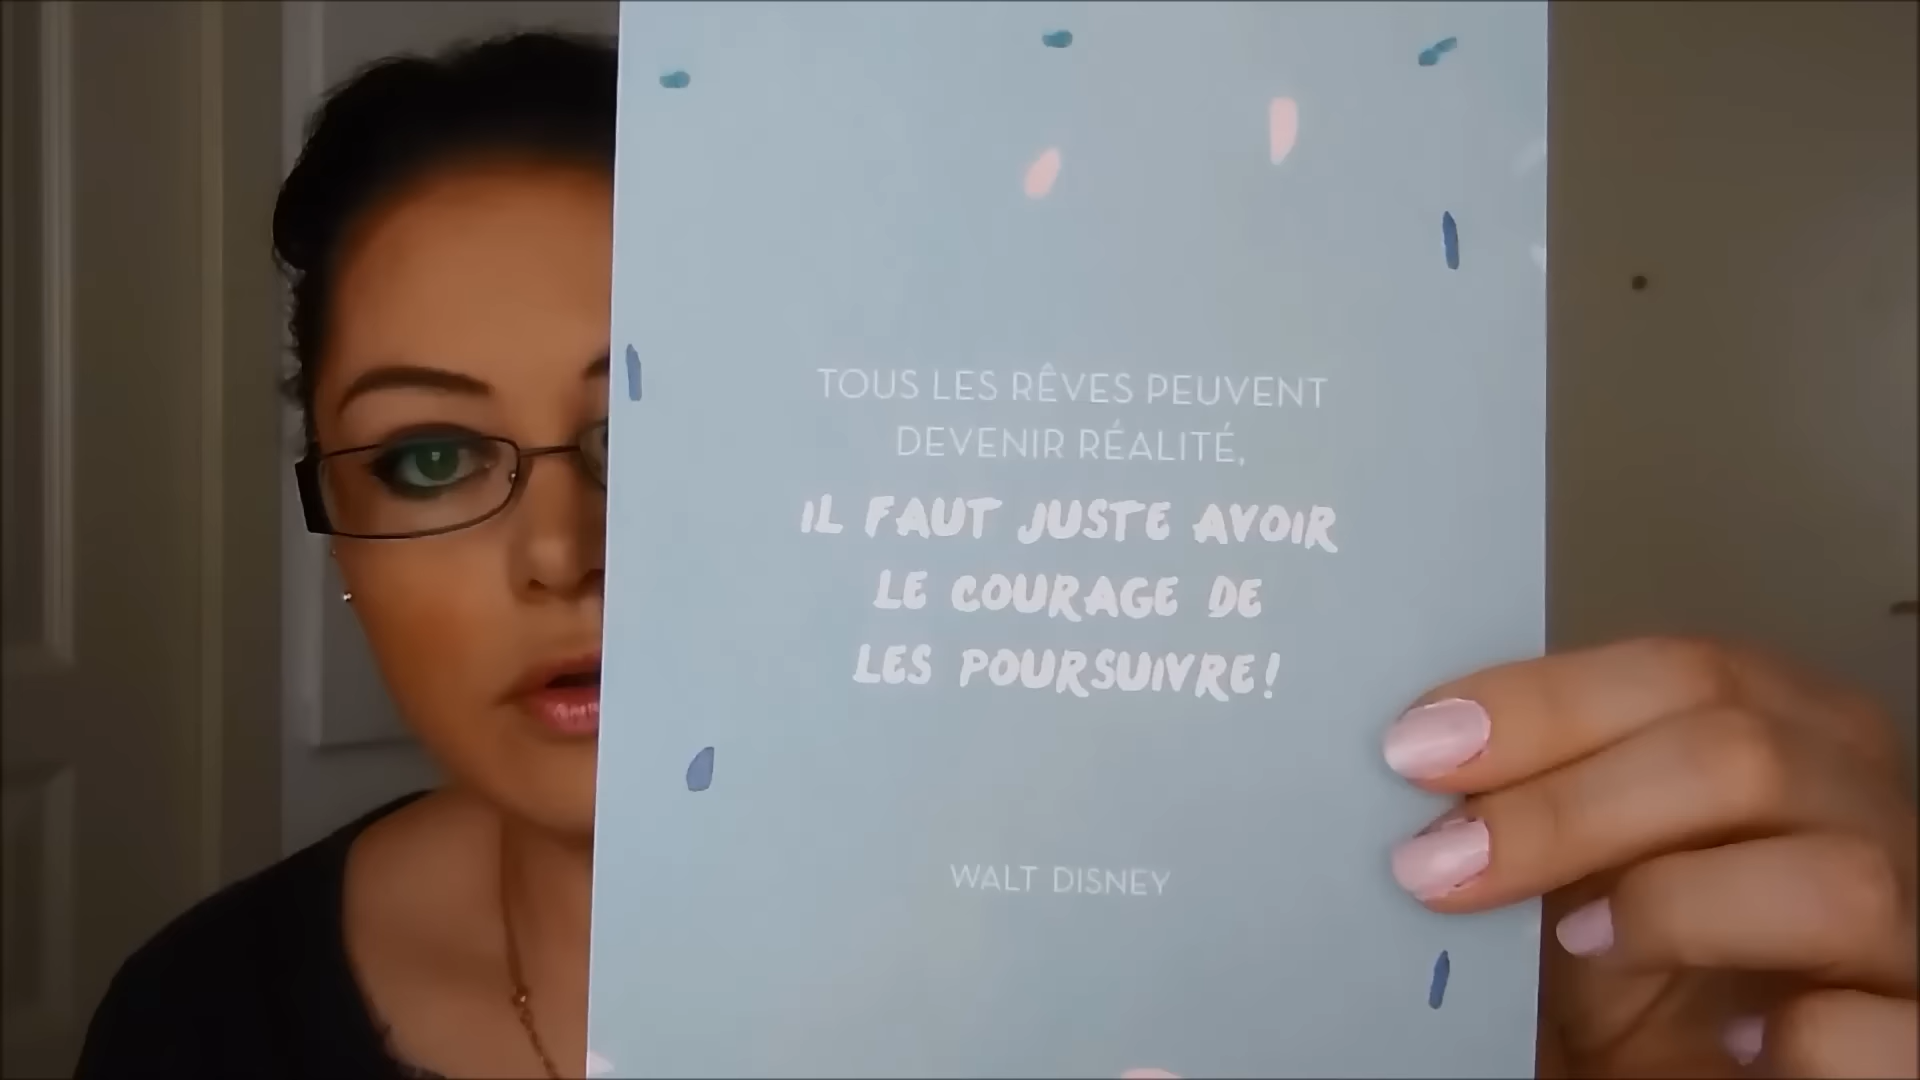 TOUS LES RÊVES PEUVENT
DEVENIR RÉALITÉ,
IL FAUT JUSTE AVOIR
LE COURAGE DE
LES POURSUIVRE!
WALT DISNEY